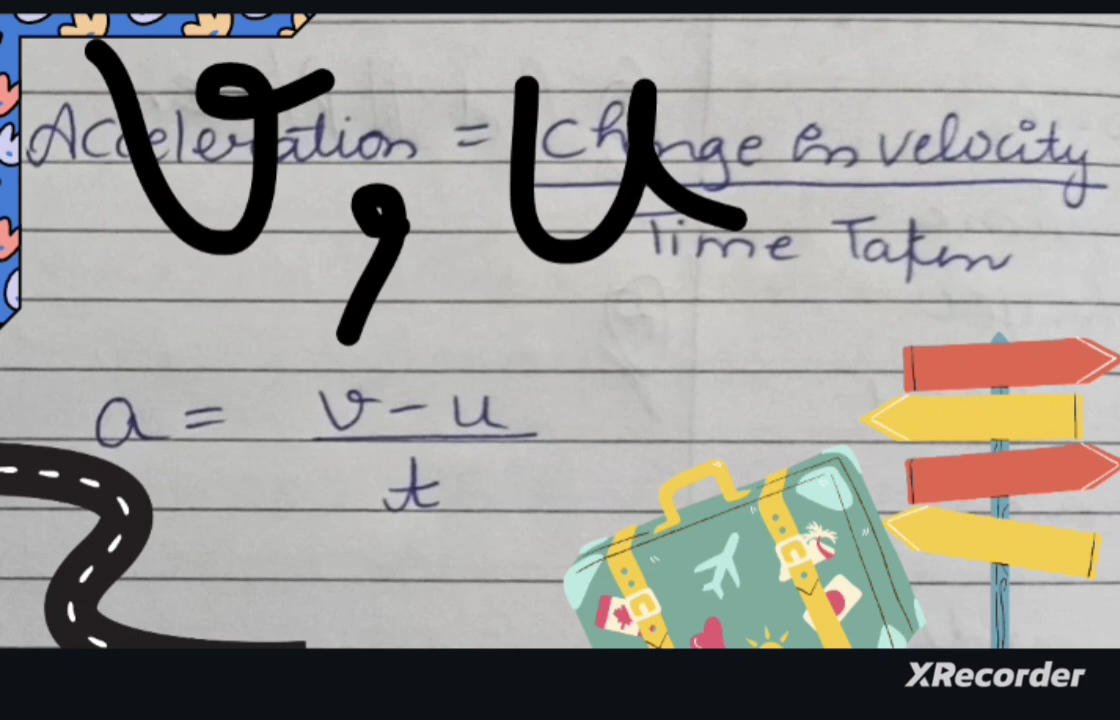 v, u
Acceleration = Change in velocity
Time Taken
a = v - u
t
XRecorder